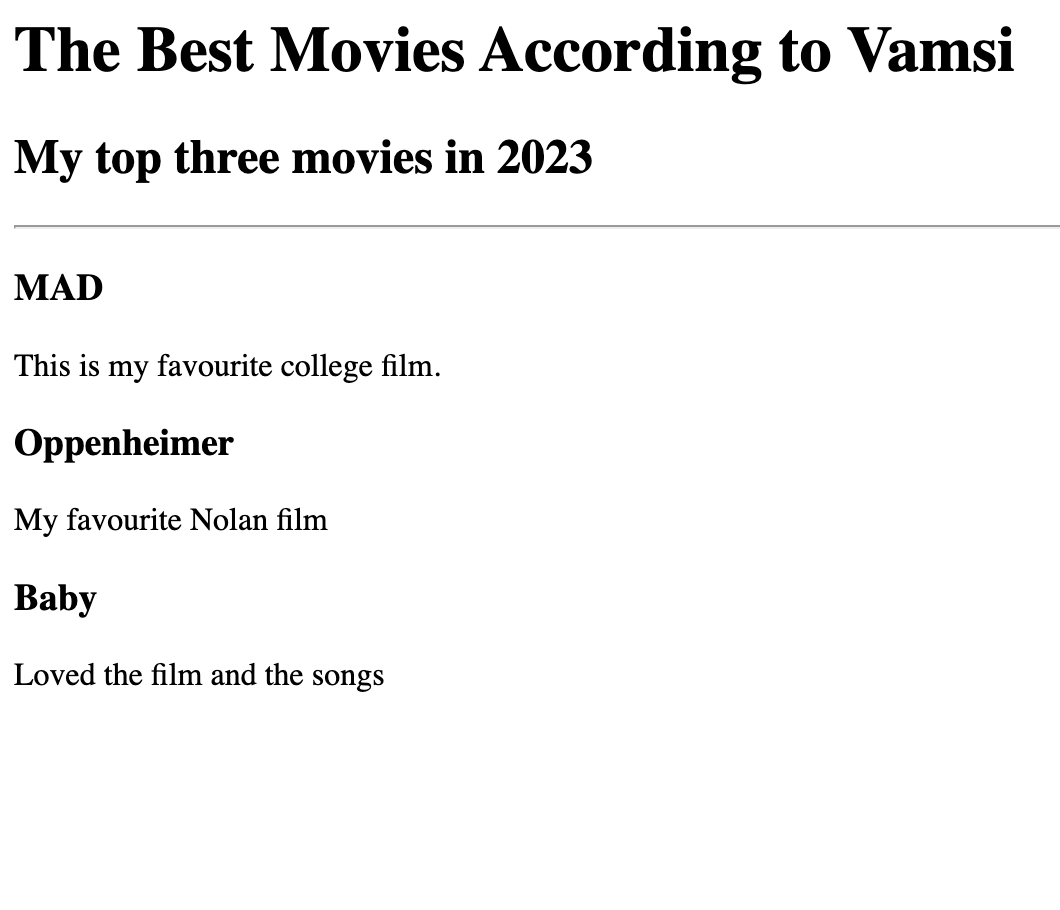 The Best Movies According to Vamsi
My top three movies in 2023
MAD
This is my favourite college film.
Oppenheimer
My favourite Nolan film
Baby
Loved the film and the songs